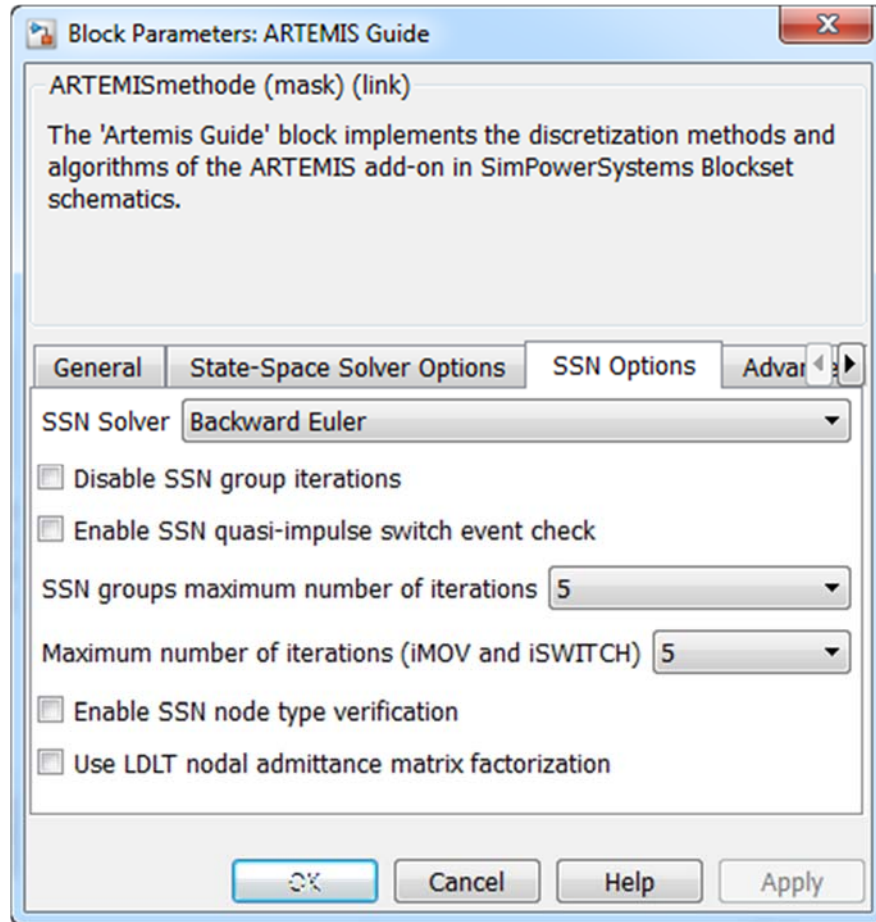 Block Parameters: ARTEMIS Guide
ARTEMISmethode (mask) (link)
The 'Artemis Guide' block implements the discretization methods and
algorithms of the ARTEMIS add-on in SimPowerSystems Blockset
schematics.
General State-Space Solver Options SSN Options
SSN Solver Backward Euler
Disable SSN group iterations
Enable SSN quasi-impulse switch event check
SSN groups maximum number of iterations 5
Maximum number of iterations (iMOV and iSWITCH) 5
Enable SSN node type verification
Use LDLT nodal admittance matrix factorization
OK Cancel Help Apply